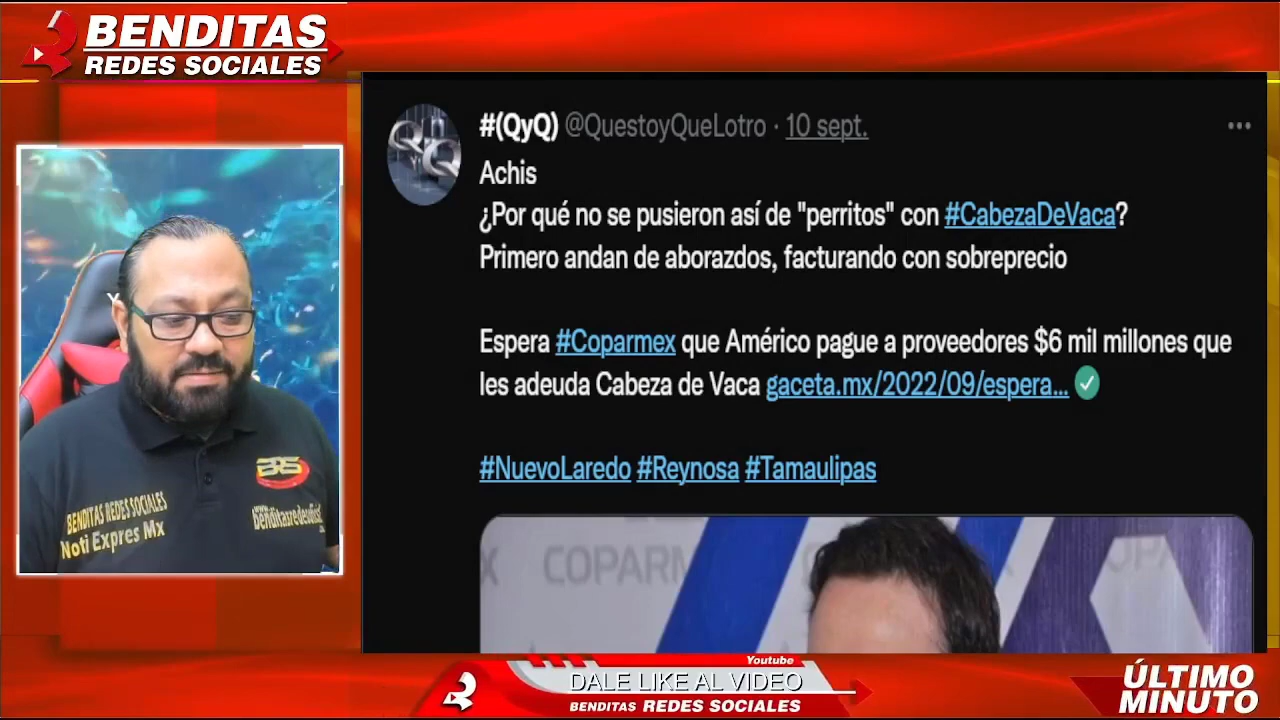 BENDITAS
REDES SOCIALES
#(QyQ) @QuestoyQueLotro · 10 sept.
Achis
¿Por qué no se pusieron así de "perritos" con #CabezaDeVaca?
Primero andan de aborazdos, facturando con sobreprecio
Espera #Coparmex que Américo pague a proveedores $6 mil millones que
les adeuda Cabeza de Vaca gaceta.mx/2022/09/espera...
#NuevoLaredo #Reynosa #Tamaulipas
COPARM
BRS
BENDITAS REDES SOCIALES
Noti Expres Mx
Youtube
DALE LIKE AL VIDEO
BENDITAS REDES SOCIALES
ÚLTIMO
MINUTO